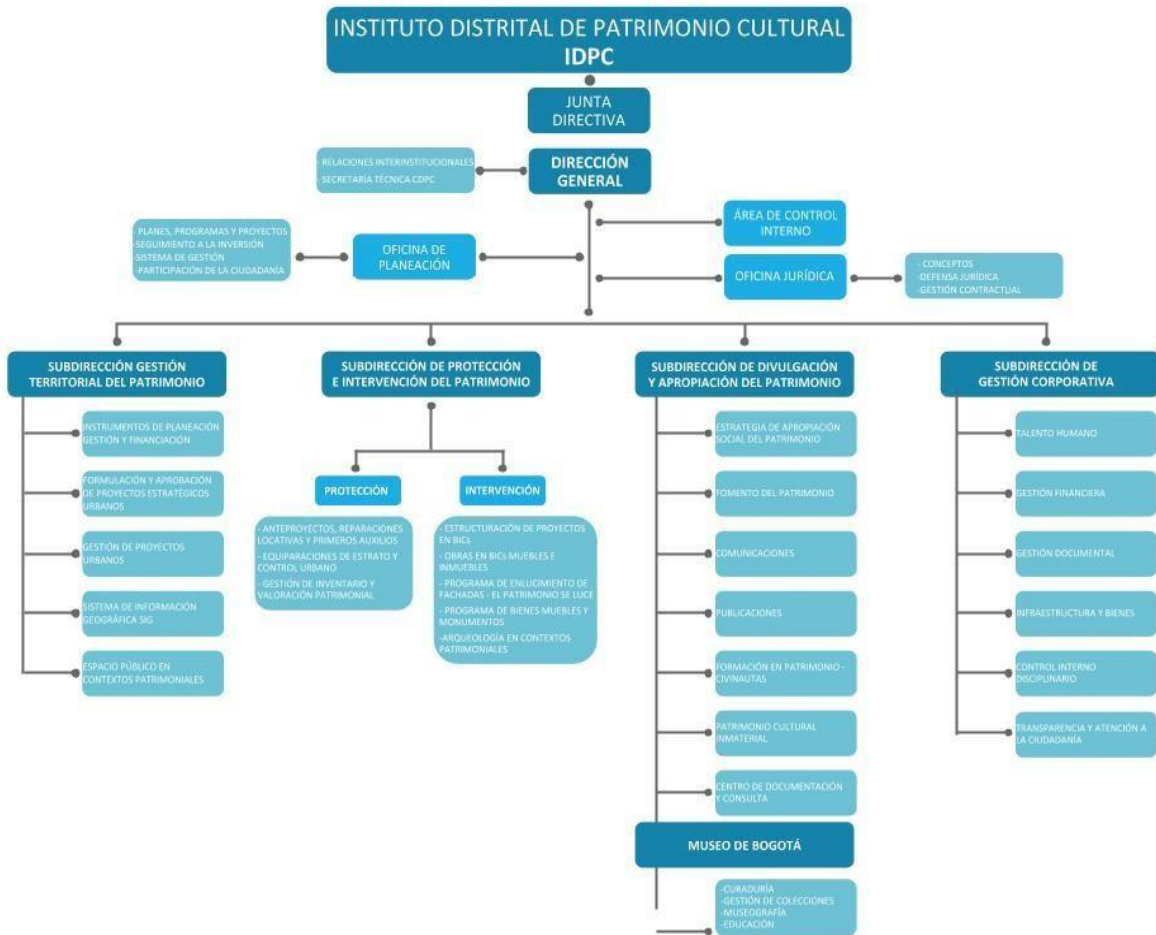 INSTITUTO DISTRITAL DE PATRIMONIO CULTURAL
IDPC
JUNTA
DIRECTIVA
- RELACIONES INTERINSTITUCIONALES
- SECRETARÍA TÉCNICA CDPC
DIRECCIÓN
GENERAL
ÁREA DE CONTROL
INTERNO
- PLANES, PROGRAMAS Y PROYECTOS
-SEGUIMIENTO A LA INVERSIÓN
-SISTEMA DE GESTIÓN
-PARTICIPACIÓN DE LA CIUDADANÍA
OFICINA DE
PLANEACIÓN
OFICINA JURÍDICA
- CONCEPTOS
-DEFENSA JURÍDICA
-GESTIÓN CONTRACTUAL
SUBDIRECCIÓN GESTIÓN
TERRITORIAL DEL PATRIMONIO
INSTRUMENTOS DE PLANEACIÓN
GESTIÓN Y FINANCIACIÓN
FORMULACIÓN Y APROBACIÓN
DE PROYECTOS ESTRATÉGICOS
URBANOS
GESTIÓN DE PROYECTOS
URBANOS
SISTEMA DE INFORMACIÓN
GEOGRÁFICA SIG
ESPACIO PÚBLICO EN
CONTEXTOS PATRIMONIALES
SUBDIRECCIÓN DE PROTECCIÓN
E INTERVENCIÓN DEL PATRIMONIO
PROTECCIÓN
- ANTEPROYECTOS, REPARACIONES
LOCATIVAS Y PRIMEROS AUXILIOS
- EQUIPARACIONES DE ESTRATO Y
CONTROL URBANO
- GESTIÓN DE INVENTARIO Y
VALORACIÓN PATRIMONIAL
INTERVENCIÓN
- ESTRUCTURACIÓN DE PROYECTOS
EN BICs
- OBRAS EN BICs MUEBLES E
INMUEBLES
- PROGRAMA DE ENLUCIMIENTO DE
FACHADAS - EL PATRIMONIO SE LUCE
- PROGRAMA DE BIENES MUEBLES Y
MONUMENTOS
-ARQUEOLOGÍA EN CONTEXTOS
PATRIMONIALES
SUBDIRECCIÓN DE DIVULGACIÓN
Y APROPIACIÓN DEL PATRIMONIO
ESTRATEGIA DE APROPIACIÓN
SOCIAL DEL PATRIMONIO
FOMENTO DEL PATRIMONIO
COMUNICACIONES
PUBLICACIONES
FORMACIÓN EN PATRIMONIO -
CIVINAUTAS
PATRIMONIO CULTURAL
INMATERIAL
CENTRO DE DOCUMENTACIÓN
Y CONSULTA
MUSEO DE BOGOTÁ
-CURADURÍA
-GESTIÓN DE COLECCIONES
-MUSEOGRAFÍA
-EDUCACIÓN
SUBDIRECCIÓN DE
GESTIÓN CORPORATIVA
TALENTO HUMANO
GESTIÓN FINANCIERA
GESTIÓN DOCUMENTAL
INFRAESTRUCTURA Y BIENES
CONTROL INTERNO
DISCIPLINARIO
TRANSPARENCIA Y ATENCIÓN A
LA CIUDADANÍA